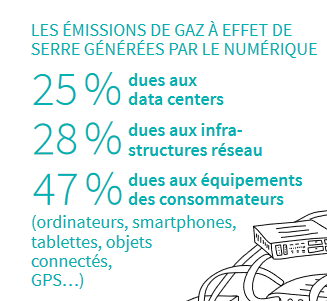 LES ÉMISSIONS DE GAZ À EFFET DE
SERRE GÉNÉRÉES PAR LE NUMÉRIQUE
25 % dues aux
data centers
28 % dues aux infra-
structures réseau
47 % dues aux équipements
des consommateurs
(ordinateurs, smartphones,
tablettes, objets
connectés,
GPS…)